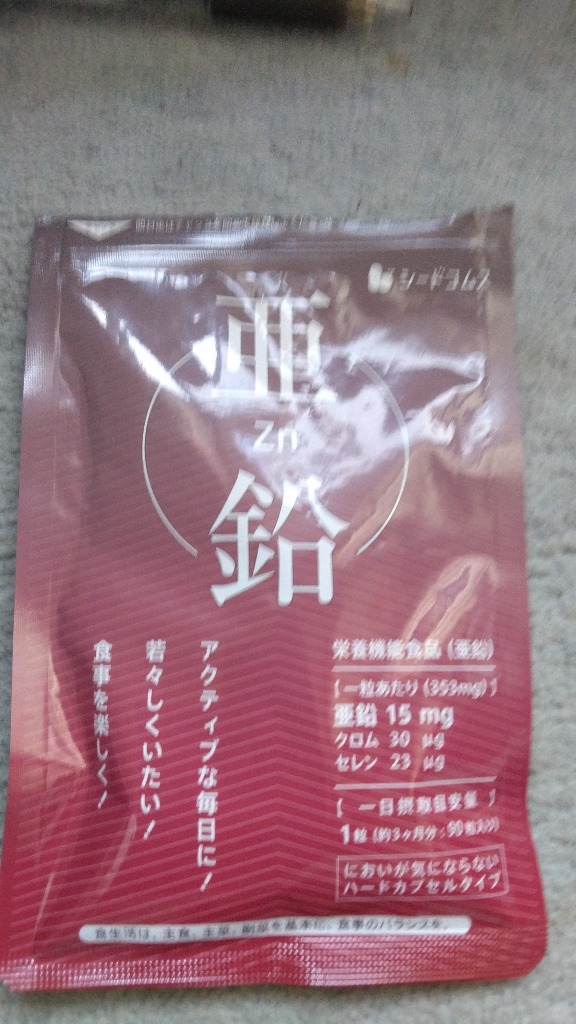 シードコムス
亜
Zn
鉛
アクティブな毎日に！
若々しくいたい！
食事を楽しく！
栄養機能食品（亜鉛）
【一粒あたり（353mg）】
亜鉛 15 mg
クロム 30 μg
セレン 23 μg
【 一日摂取目安量 】
1粒（約3ヶ月分：90粒入り）
においが気にならない
ハードカプセルタイプ
食生活は、主食、主菜、副菜を基本に、食事のバランスを。